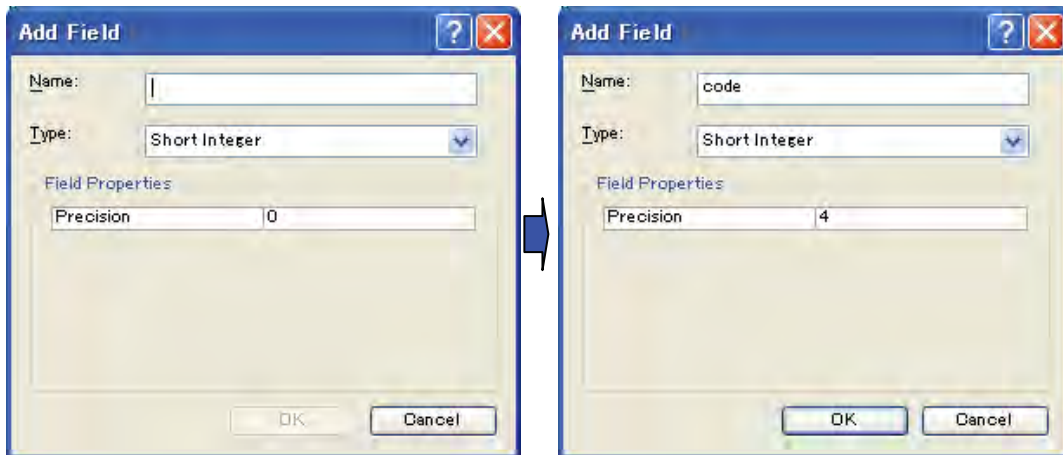 Add Field
Name:
Type: Short Integer
Field Properties
Precision 0
OK Cancel
Add Field
Name: code
Type: Short Integer
Field Properties
Precision 4
OK Cancel